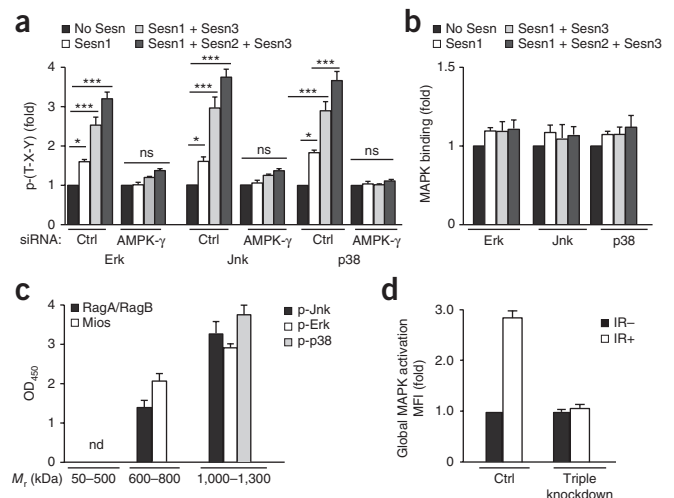 a
No Sesn
Sesn1 + Sesn3
Sesn1
Sesn1 + Sesn2 + Sesn3
p-(T-X-Y) (fold)
4
3
2
1
0
*
***
***
ns
*
***
***
ns
*
***
***
ns
siRNA:
Ctrl
AMPK-γ
Ctrl
AMPK-γ
Ctrl
AMPK-γ
Erk
Jnk
p38
b
No Sesn
Sesn1 + Sesn3
Sesn1
Sesn1 + Sesn2 + Sesn3
MAPK binding (fold)
1.5
1
5
Erk
Jnk
p38
c
RagA/RagB
Mios
p-Jnk
p-Erk
p-p38
OD450
4
3
2
1
0
nd
Mr (kDa)
50–500
600–800
1,000–1,300
d
IR–
IR+
Global MAPK activation
MFI (fold)
3.0
2.0
1.0
0
Ctrl
Triple
knockdown